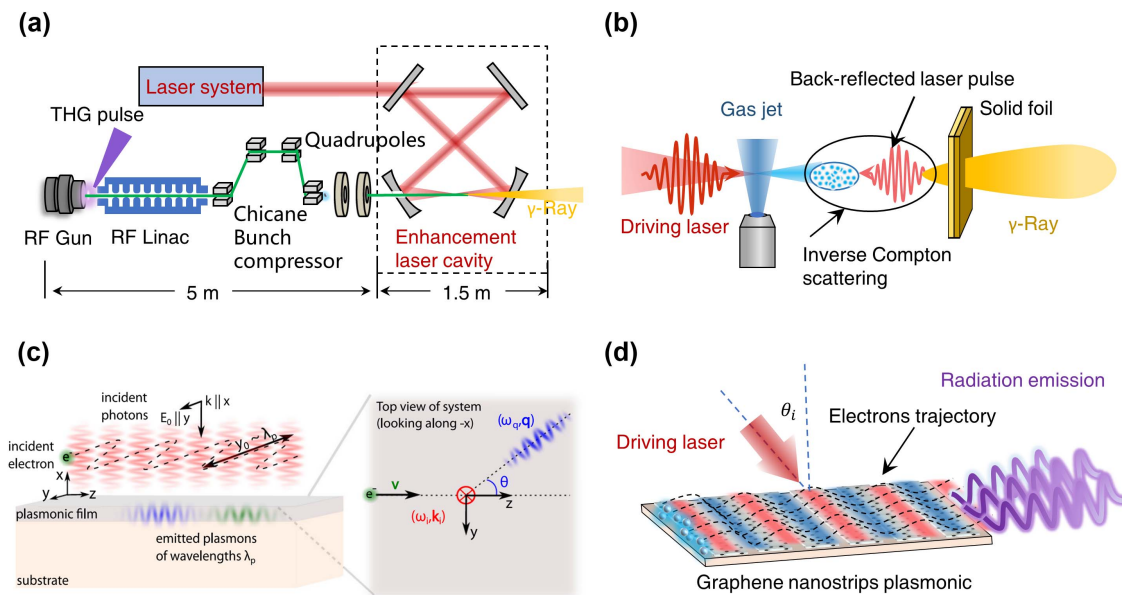 (a)
Laser system
THG pulse
Quadrupoles
RF Gun
RF Linac
Chicane
Bunch
compressor
Enhancement
laser cavity
γ-Ray
5 m
1.5 m
(b)
Back-reflected laser pulse
Gas jet
Solid foil
Driving laser
γ-Ray
Inverse Compton
scattering
(c)
incident
photons
k || x
E₀ || y
incident
electron
e⁻
y₀ ~ λₚ
x
y
z
plasmonic film
emitted plasmons
of wavelengths λₚ
substrate
Top view of system
(looking along -x)
(ω_q,q)
e⁻
v
θ
z
(ωᵢ,kᵢ)
y
(d)
Radiation emission
θᵢ
Electrons trajectory
Driving laser
Graphene nanostrips plasmonic